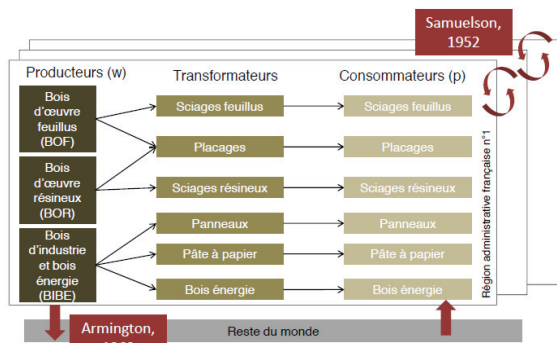 Samuelson,
1952
Producteurs (w)
Transformateurs
Consommateurs (p)
Bois
d'œuvre
feuillus
(BOF)
Sciages feuillus
Sciages feuillus
Placages
Placages
Bois
d'œuvre
résineux
(BOR)
Sciages résineux
Sciages résineux
Bois
d'industrie
et bois
énergie
(BIBE)
Panneaux
Panneaux
Pâte à papier
Pâte à papier
Bois énergie
Bois énergie
Région administrative française n°1
Armington,
Reste du monde